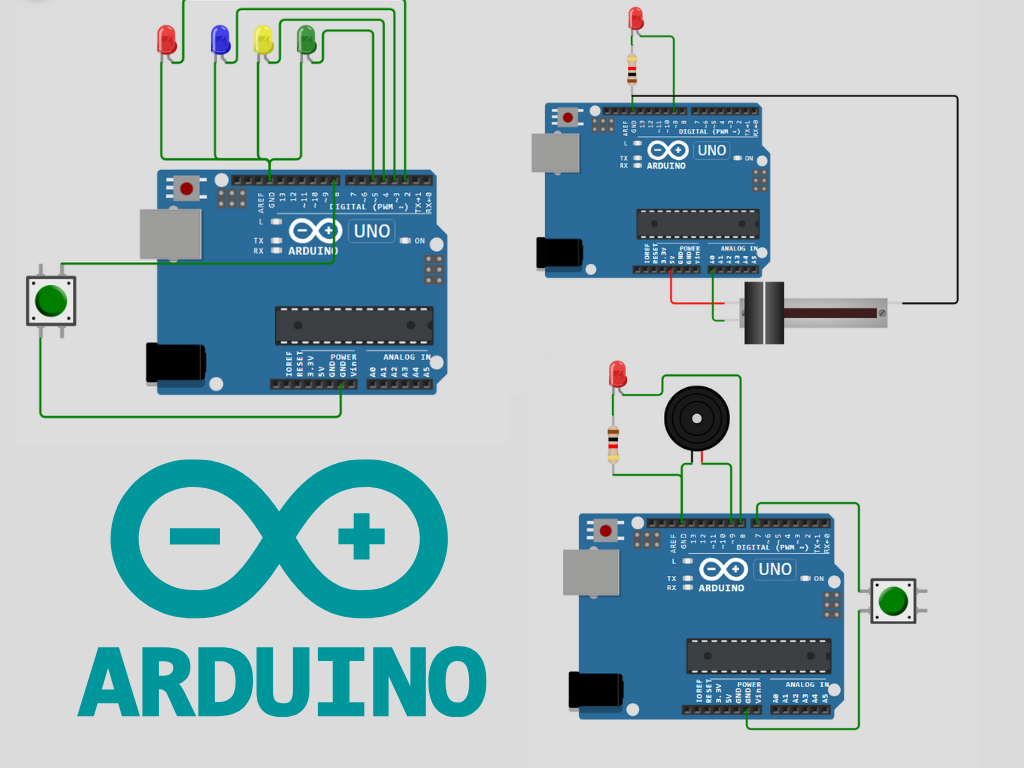 AREF GND 13 12 ~11 ~10 ~9 8 7 ~6 ~5 4 ~3 2 TX→1 RX←0
DIGITAL (PWM ~)
L
UNO
TX
ON
RX
ARDUINO
POWER
ANALOG IN
IOREF RESET 3.3V 5V GND GND Vin A0 A1 A2 A3 A4 A5
AREF GND 13 12 ~11 ~10 ~9 8 7 ~6 ~5 4 ~3 2 TX→1 RX←0
DIGITAL (PWM ~)
L
UNO
TX
ON
RX
ARDUINO
POWER
ANALOG IN
IOREF RESET 3.3V 5V GND GND Vin A0 A1 A2 A3 A4 A5
ARDUINO
AREF GND 13 12 ~11 ~10 ~9 8 7 ~6 ~5 4 ~3 2 TX→1 RX←0
DIGITAL (PWM ~)
L
UNO
TX
ON
RX
ARDUINO
POWER
ANALOG IN
IOREF RESET 3.3V 5V GND GND Vin A0 A1 A2 A3 A4 A5